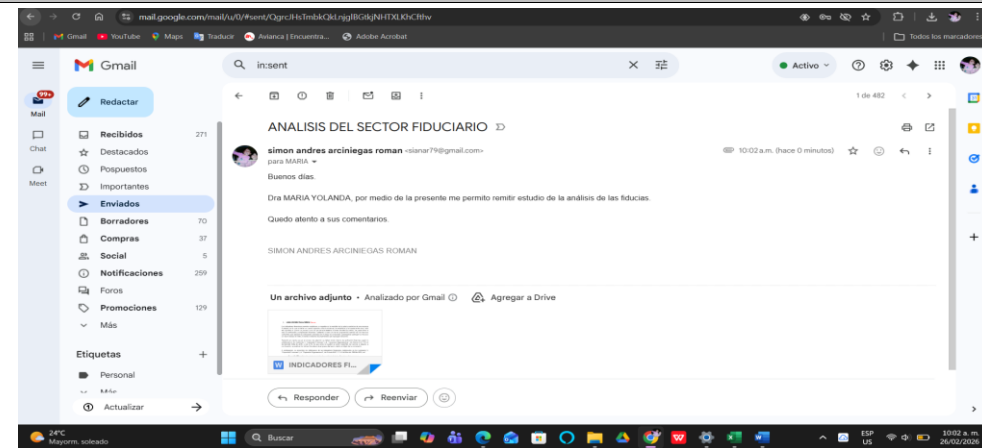 mail.google.com/mail/u/0/#sent/QgrcJHsTmbkQkLnjglBGtkjNHTXLKhCfthv
Gmail YouTube Maps Traducir Avianca | Encuentra... Adobe Acrobat Todos los marcadores
Gmail
in:sent
Activo
99+
Mail
Chat
Meet
Redactar
Recibidos 271
Destacados
Pospuestos
Importantes
Enviados
Borradores 70
Compras 37
Social 5
Notificaciones 259
Foros
Promociones 129
Más
Etiquetas
Personal
Más
Actualizar
1 de 482
ANALISIS DEL SECTOR FIDUCIARIO
simon andres arciniegas roman <sianar79@gmail.com>
10:02 a.m. (hace 0 minutos)
para MARIA
Buenos días.
Dra MARIA YOLANDA, por medio de la presente me permito remitir estudio de la análisis de las fiducias.
Quedo atento a sus comentarios.
SIMON ANDRES ARCINIEGAS ROMAN
Un archivo adjunto • Analizado por Gmail Agregar a Drive
W INDICADORES FI...
Responder Reenviar
24°C
Mayorm. soleado
Buscar
ESP
US
10:02 a. m.
26/02/2026